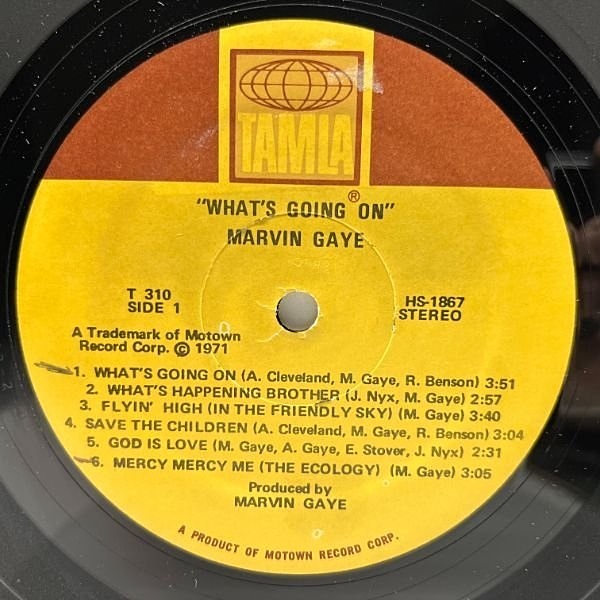 TAMLA
®
"WHAT'S GOING ON"
MARVIN GAYE
T 310
SIDE 1
HS-1867
STEREO
A Trademark of Motown
Record Corp. © 1971
1. WHAT'S GOING ON (A. Cleveland, M. Gaye, R. Benson) 3:51
2. WHAT'S HAPPENING BROTHER (J. Nyx, M. Gaye) 2:57
3. FLYIN' HIGH (IN THE FRIENDLY SKY) (M. Gaye) 3:40
4. SAVE THE CHILDREN (A. Cleveland, M. Gaye, R. Benson) 3:04
5. GOD IS LOVE (M. Gaye, A. Gaye, E. Stover, J. Nyx) 2:31
6. MERCY MERCY ME (THE ECOLOGY) (M. Gaye) 3:05
Produced by
MARVIN GAYE
A PRODUCT OF MOTOWN RECORD CORP.